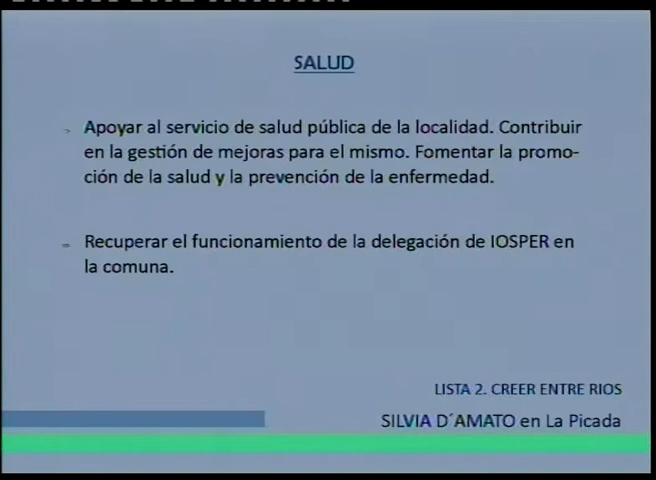 SALUD
Apoyar al servicio de salud pública de la localidad. Contribuir
en la gestión de mejoras para el mismo. Fomentar la promo-
ción de la salud y la prevención de la enfermedad.
Recuperar el funcionamiento de la delegación de IOSPER en
la comuna.
LISTA 2. CREER ENTRE RIOS
SILVIA D´AMATO en La Picada